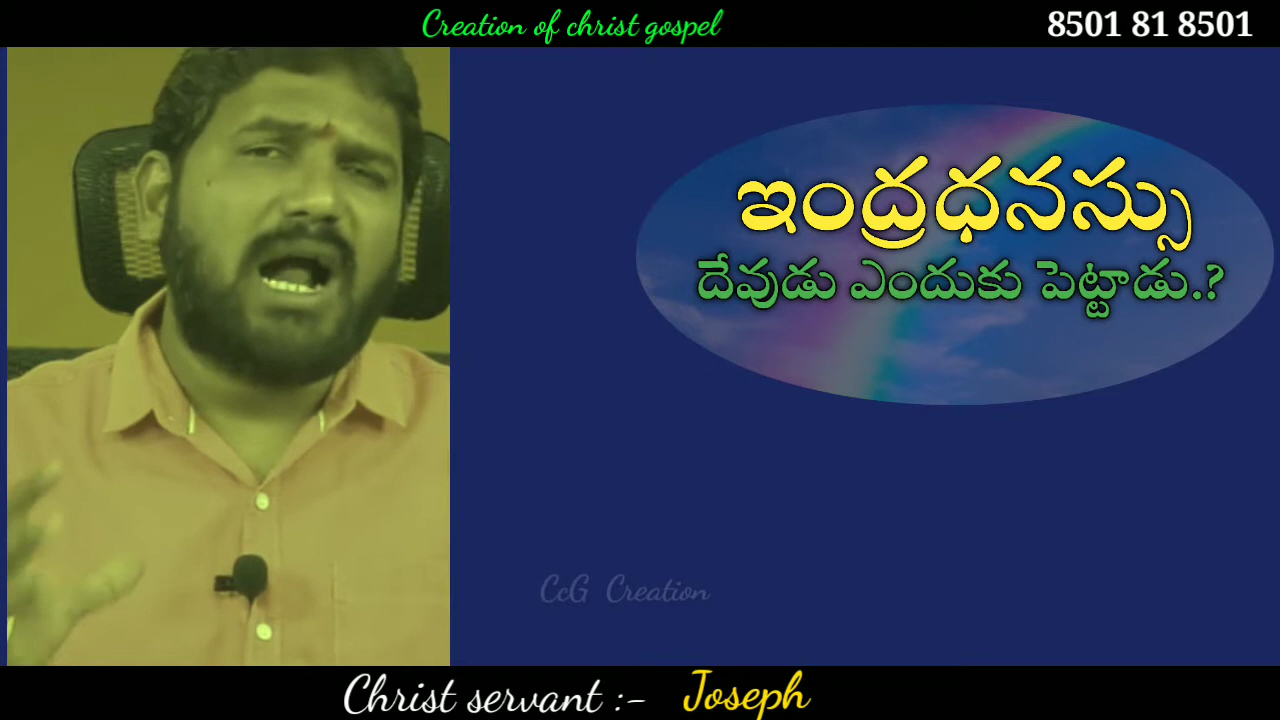 Creation of christ gospel
8501 81 8501
ఇంద్రధనస్సు
దేవుడు ఎందుకు పెట్టాడు.?
CcG Creation
Christ servant :- Joseph